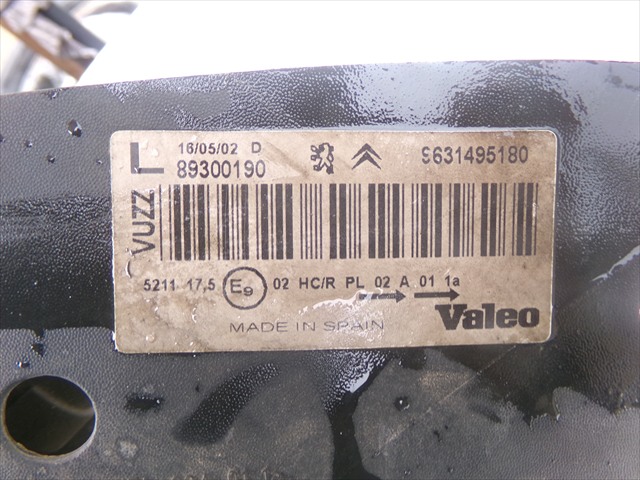 L 16/05/02 D
89300190
9631495180
VUZZ
5211 17,5 E9 02 HC/R PL 02 A 01 1a
MADE IN SPAIN
Valeo